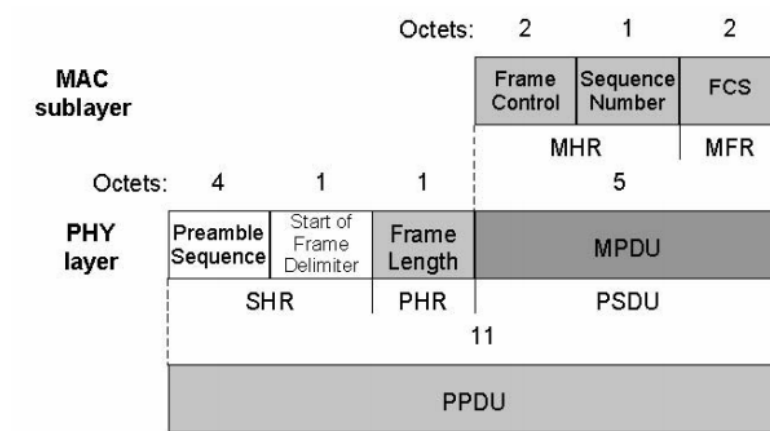 Octets: 2 1 2
MAC
sublayer
Frame
Control
Sequence
Number
FCS
MHR MFR
Octets: 4 1 1 5
PHY
layer
Preamble
Sequence
Start of
Frame
Delimiter
Frame
Length
MPDU
SHR PHR PSDU
11
PPDU